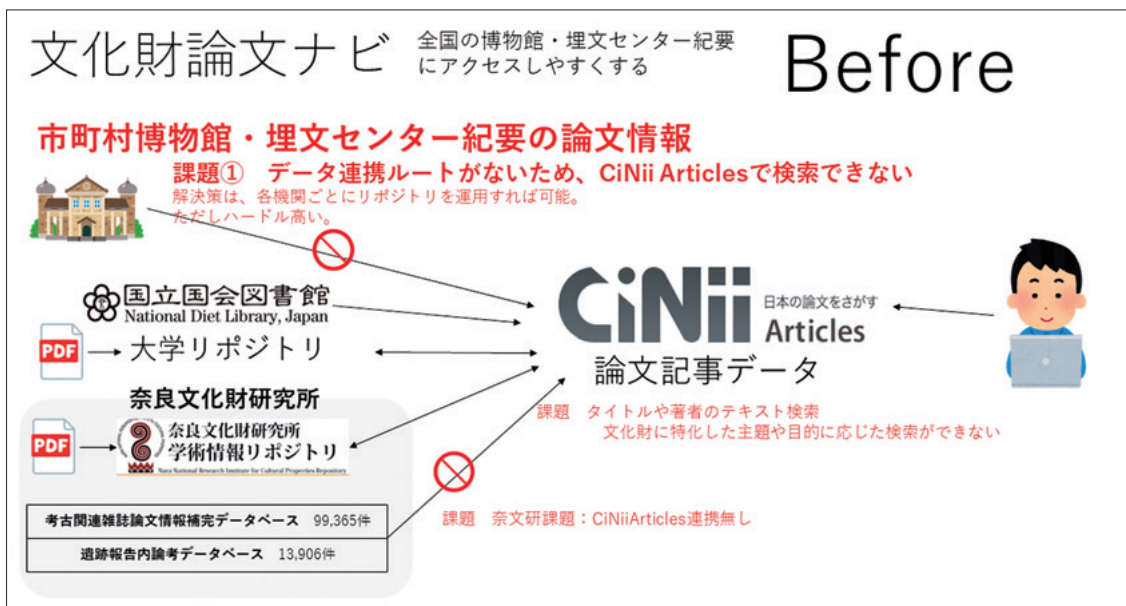 文化財論文ナビ
全国の博物館・埋文センター紀要
にアクセスしやすくする
Before
市町村博物館・埋文センター紀要の論文情報
課題① データ連携ルートがないため、CiNii Articlesで検索できない
解決策は、各機関ごとにリポジトリを運用すれば可能。
ただしハードル高い。
国立国会図書館
National Diet Library, Japan
PDF
大学リポジトリ
CiNii
日本の論文をさがす
Articles
論文記事データ
課題 タイトルや著者のテキスト検索
文化財に特化した主題や目的に応じた検索ができない
奈良文化財研究所
PDF
奈良文化財研究所
学術情報リポジトリ
Nara National Research Institute for Cultural Properties Repository
考古関連雑誌論文情報補完データベース 99,365件
遺跡報告内論考データベース 13,906件
課題 奈文研課題：CiNiiArticles連携無し